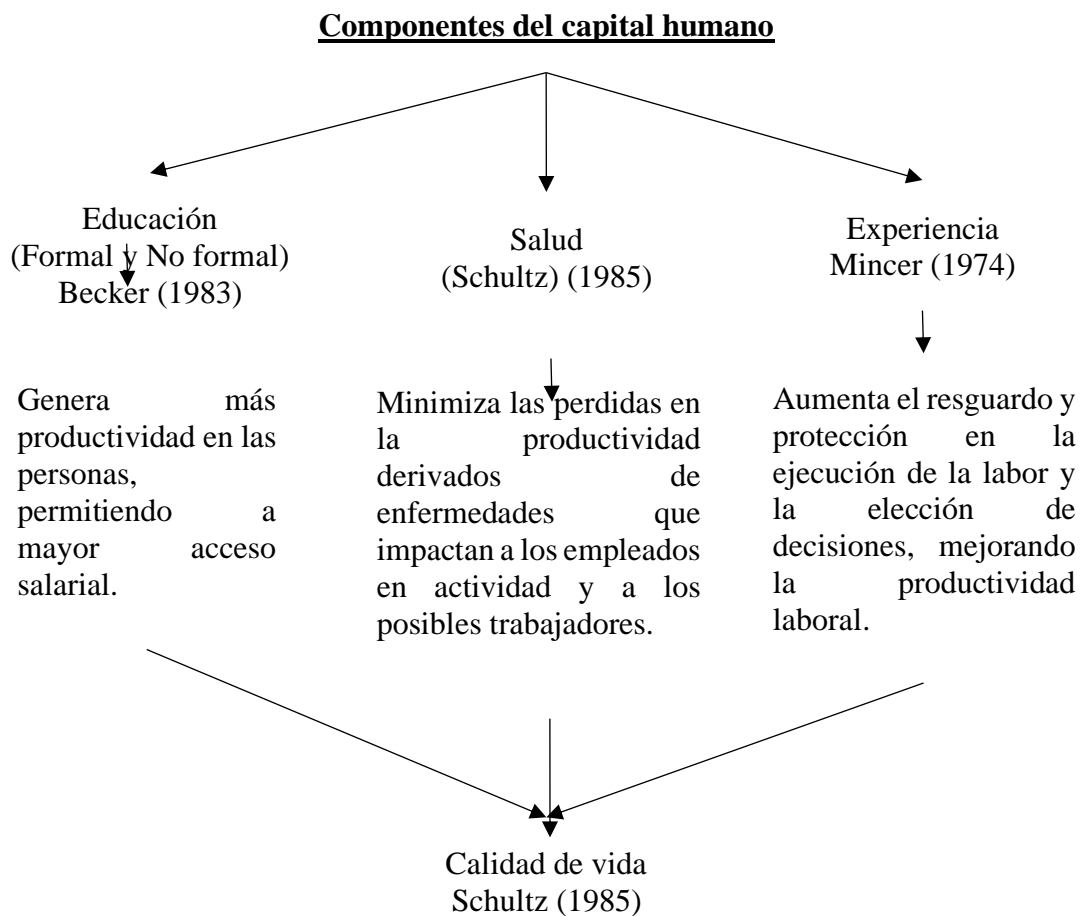 Componentes del capital humano
Educación
(Formal y No formal)
Becker (1983)
Salud
(Schultz) (1985)
Experiencia
Mincer (1974)
Genera más
productividad en las
personas,
permitiendo a
mayor acceso
salarial.
Minimiza las perdidas en
la productividad
derivados de
enfermedades que
impactan a los empleados
en actividad y a los
posibles trabajadores.
Aumenta el resguardo y
protección en la
ejecución de la labor y
la elección de
decisiones, mejorando
la productividad
laboral.
Calidad de vida
Schultz (1985)